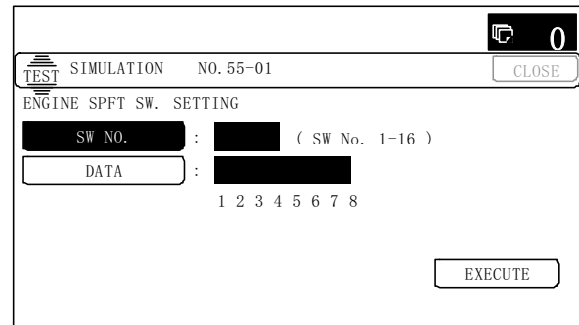 0
TEST SIMULATION NO.55-01 CLOSE
ENGINE SPFT SW. SETTING
SW NO. : ( SW No. 1-16 )
DATA :
1 2 3 4 5 6 7 8
EXECUTE